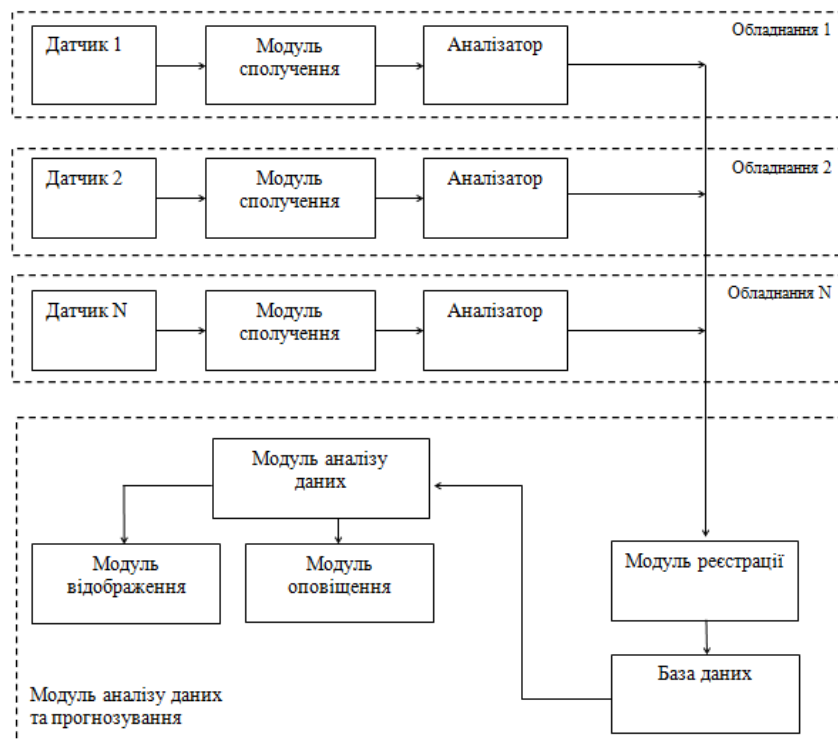 Обладнання 1
Датчик 1
Модуль
сполучення
Аналізатор
Обладнання 2
Датчик 2
Модуль
сполучення
Аналізатор
Обладнання N
Датчик N
Модуль
сполучення
Аналізатор
Модуль аналізу
даних
Модуль
відображення
Модуль
оповіщення
Модуль реєстрації
База даних
Модуль аналізу даних
та прогнозування